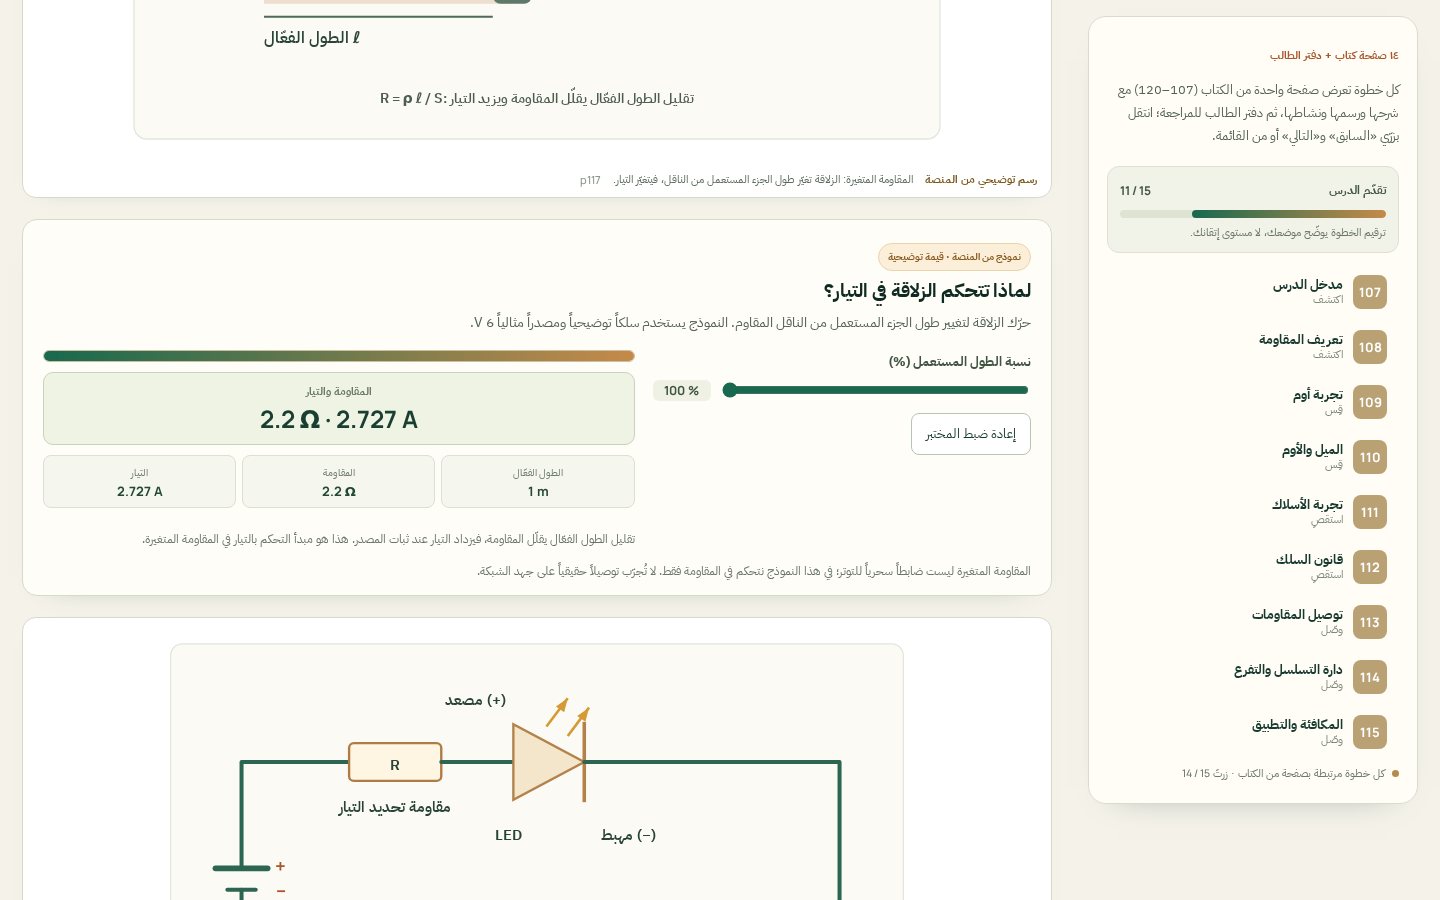 ١٤ صفحة كتاب + دفتر الطالب
كل خطوة تعرض صفحة واحدة من الكتاب (107–120) مع
شرحها ورسمها ونشاطها، ثم دفتر الطالب للمراجعة؛ انتقل
بزرّي «السابق» و«التالي» أو من القائمة.
تقدّم الدرس
11 / 15
ترقيم الخطوة يوضّح موضعك، لا مستوى إتقانك.
107
مدخل الدرس
اكتشف
108
تعريف المقاومة
اكتشف
109
تجربة أوم
قِس
110
الميل والأوم
قِس
111
تجربة الأسلاك
استقصِ
112
قانون السلك
استقصِ
113
توصيل المقاومات
وصّل
114
دارة التسلسل والتفرع
وصّل
115
المكافئة والتطبيق
وصّل
كل خطوة مرتبطة بصفحة من الكتاب · زرتَ 15 / 14
الطول الفعّال ℓ
تقليل الطول الفعّال يقلّل المقاومة ويزيد التيار: R = ρ ℓ / S
رسم توضيحي من المنصة المقاومة المتغيرة: الزلاقة تغيّر طول الجزء المستعمل من الناقل، فيتغيّر التيار. p117
نموذج من المنصة · قيمة توضيحية
لماذا تتحكم الزلاقة في التيار؟
حرّك الزلاقة لتغيير طول الجزء المستعمل من الناقل المقاوم. النموذج يستخدم سلكاً توضيحياً ومصدراً مثالياً 6 V.
نسبة الطول المستعمل (%)
100 %
إعادة ضبط المختبر
المقاومة والتيار
2.2 Ω · 2.727 A
الطول الفعّال
1 m
المقاومة
2.2 Ω
التيار
2.727 A
تقليل الطول الفعّال يقلّل المقاومة، فيزداد التيار عند ثبات المصدر. هذا هو مبدأ التحكم بالتيار في المقاومة المتغيرة.
المقاومة المتغيرة ليست ضابطاً سحرياً للتوتر؛ في هذا النموذج نتحكم في المقاومة فقط. لا تُجرّب توصيلاً حقيقياً على جهد الشبكة.
مصعد (+)
R
مقاومة تحديد التيار
LED
مهبط (−)
+
−